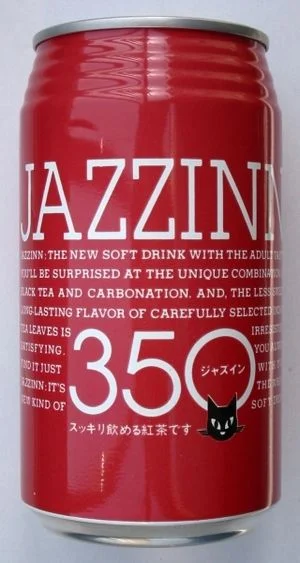 JAZZINN
JAZZINN: THE NEW SOFT DRINK WITH THE ADULT
YOU'LL BE SURPRISED AT THE UNIQUE COMBINATION
BLACK TEA AND CARBONATION. AND, THE LESS
LONG-LASTING FLAVOR OF CAREFULLY SELECTED
TEA LEAVES IS
SATISFYING.
FIND IT JUST
JAZZINN: IT'S
NEW KIND OF
350
ジャズイン
スッキリ飲める紅茶です